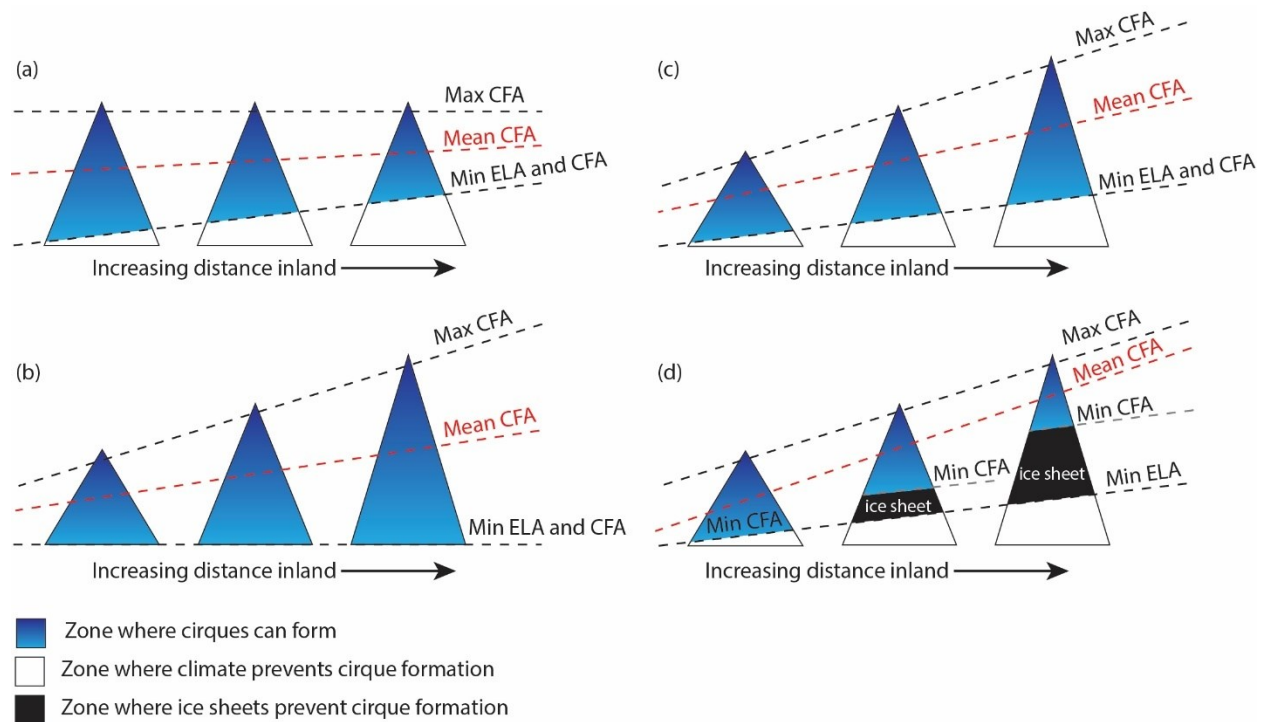 (a)
Max CFA
Mean CFA
Min ELA and CFA
Increasing distance inland
(b)
Max CFA
Mean CFA
Min ELA and CFA
Increasing distance inland
(c)
Max CFA
Mean CFA
Min ELA and CFA
Increasing distance inland
(d)
Max CFA
Mean CFA
Min CFA
Min CFA
ice sheet
Min ELA
ice sheet
Min CFA
Increasing distance inland
Zone where cirques can form
Zone where climate prevents cirque formation
Zone where ice sheets prevent cirque formation